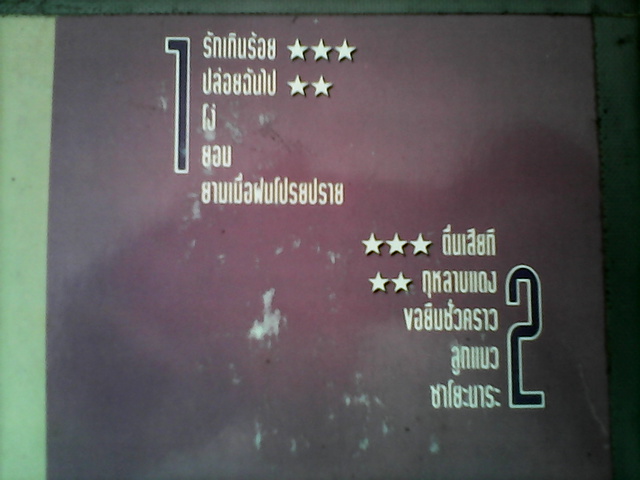 1
รักเกินร้อย ★★★
ปล่อยฉันไป ★★
โง่
ยอม
ยามเมื่อฝนโปรยปราย
2
★★★ ตื่นเสียที
★★ กุหลาบแดง
ขอยืมชั่วคราว
ลูกแมว
ซาโยะนาระ